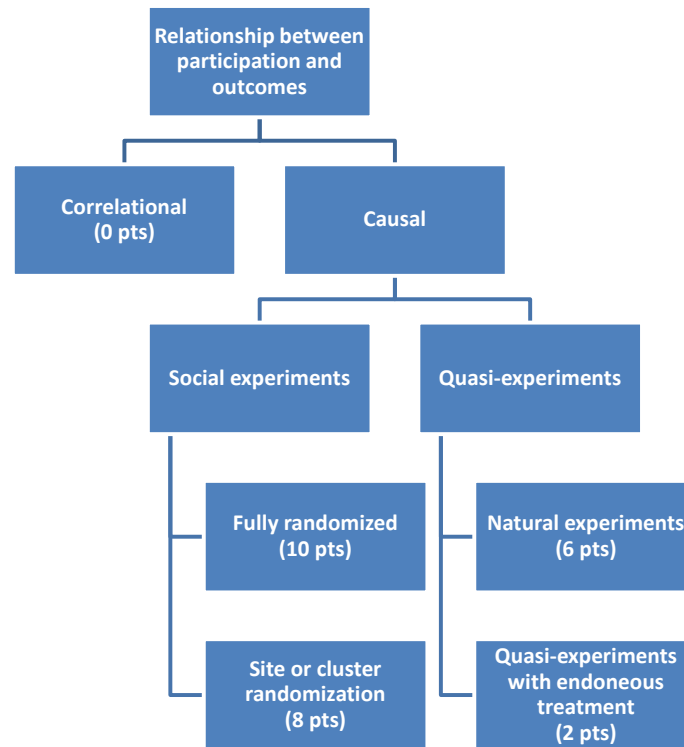 Relationship between
participation and
outcomes
Correlational
(0 pts)
Causal
Social experiments
Quasi-experiments
Fully randomized
(10 pts)
Natural experiments
(6 pts)
Site or cluster
randomization
(8 pts)
Quasi-experiments
with endoneous
treatment
(2 pts)